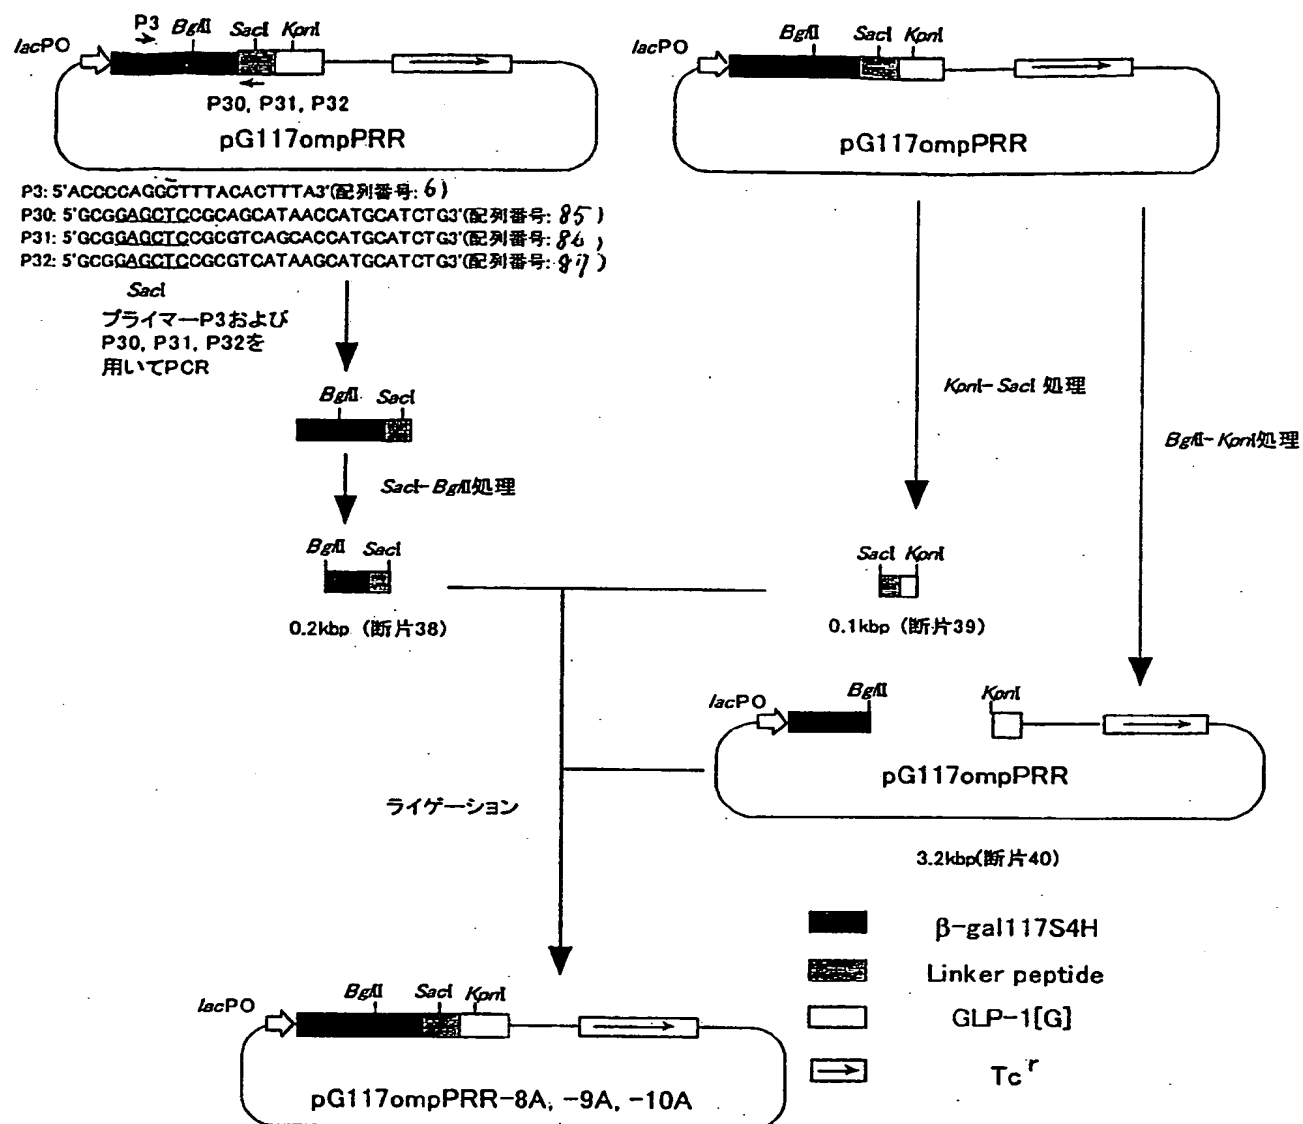 P3
BglII
SacI
KpnI
lacPO
P30, P31, P32
pG117ompPRR
BglII
SacI
KpnI
lacPO
pG117ompPRR
P3: 5'ACCCCAGGCTTTACACTTTA3'(配列番号: 6)
P30: 5'GCGGAGCTCCGCAGCATAACCATGCATCTG3'(配列番号: 85)
P31: 5'GCGGAGCTCCGCGTCAGCACCATGCATCTG3'(配列番号: 86)
P32: 5'GCGGAGCTCCGCGTCATAAGCATGCATCTG3'(配列番号: 87)
SacI
プライマーP3および
P30, P31, P32を
用いてPCR
BglII
SacI
SacI-BglII処理
KpnI-SacI 処理
BglII-KpnI処理
BglII
SacI
0.2kbp (断片38)
SacI
KpnI
0.1kbp (断片39)
lacPO
BglII
KpnI
pG117ompPRR
3.2kbp(断片40)
ライゲーション
β-gal117S4H
Linker peptide
GLP-1[G]
Tc r
lacPO
BglII
SacI
KpnI
pG117ompPRR-8A, -9A, -10A